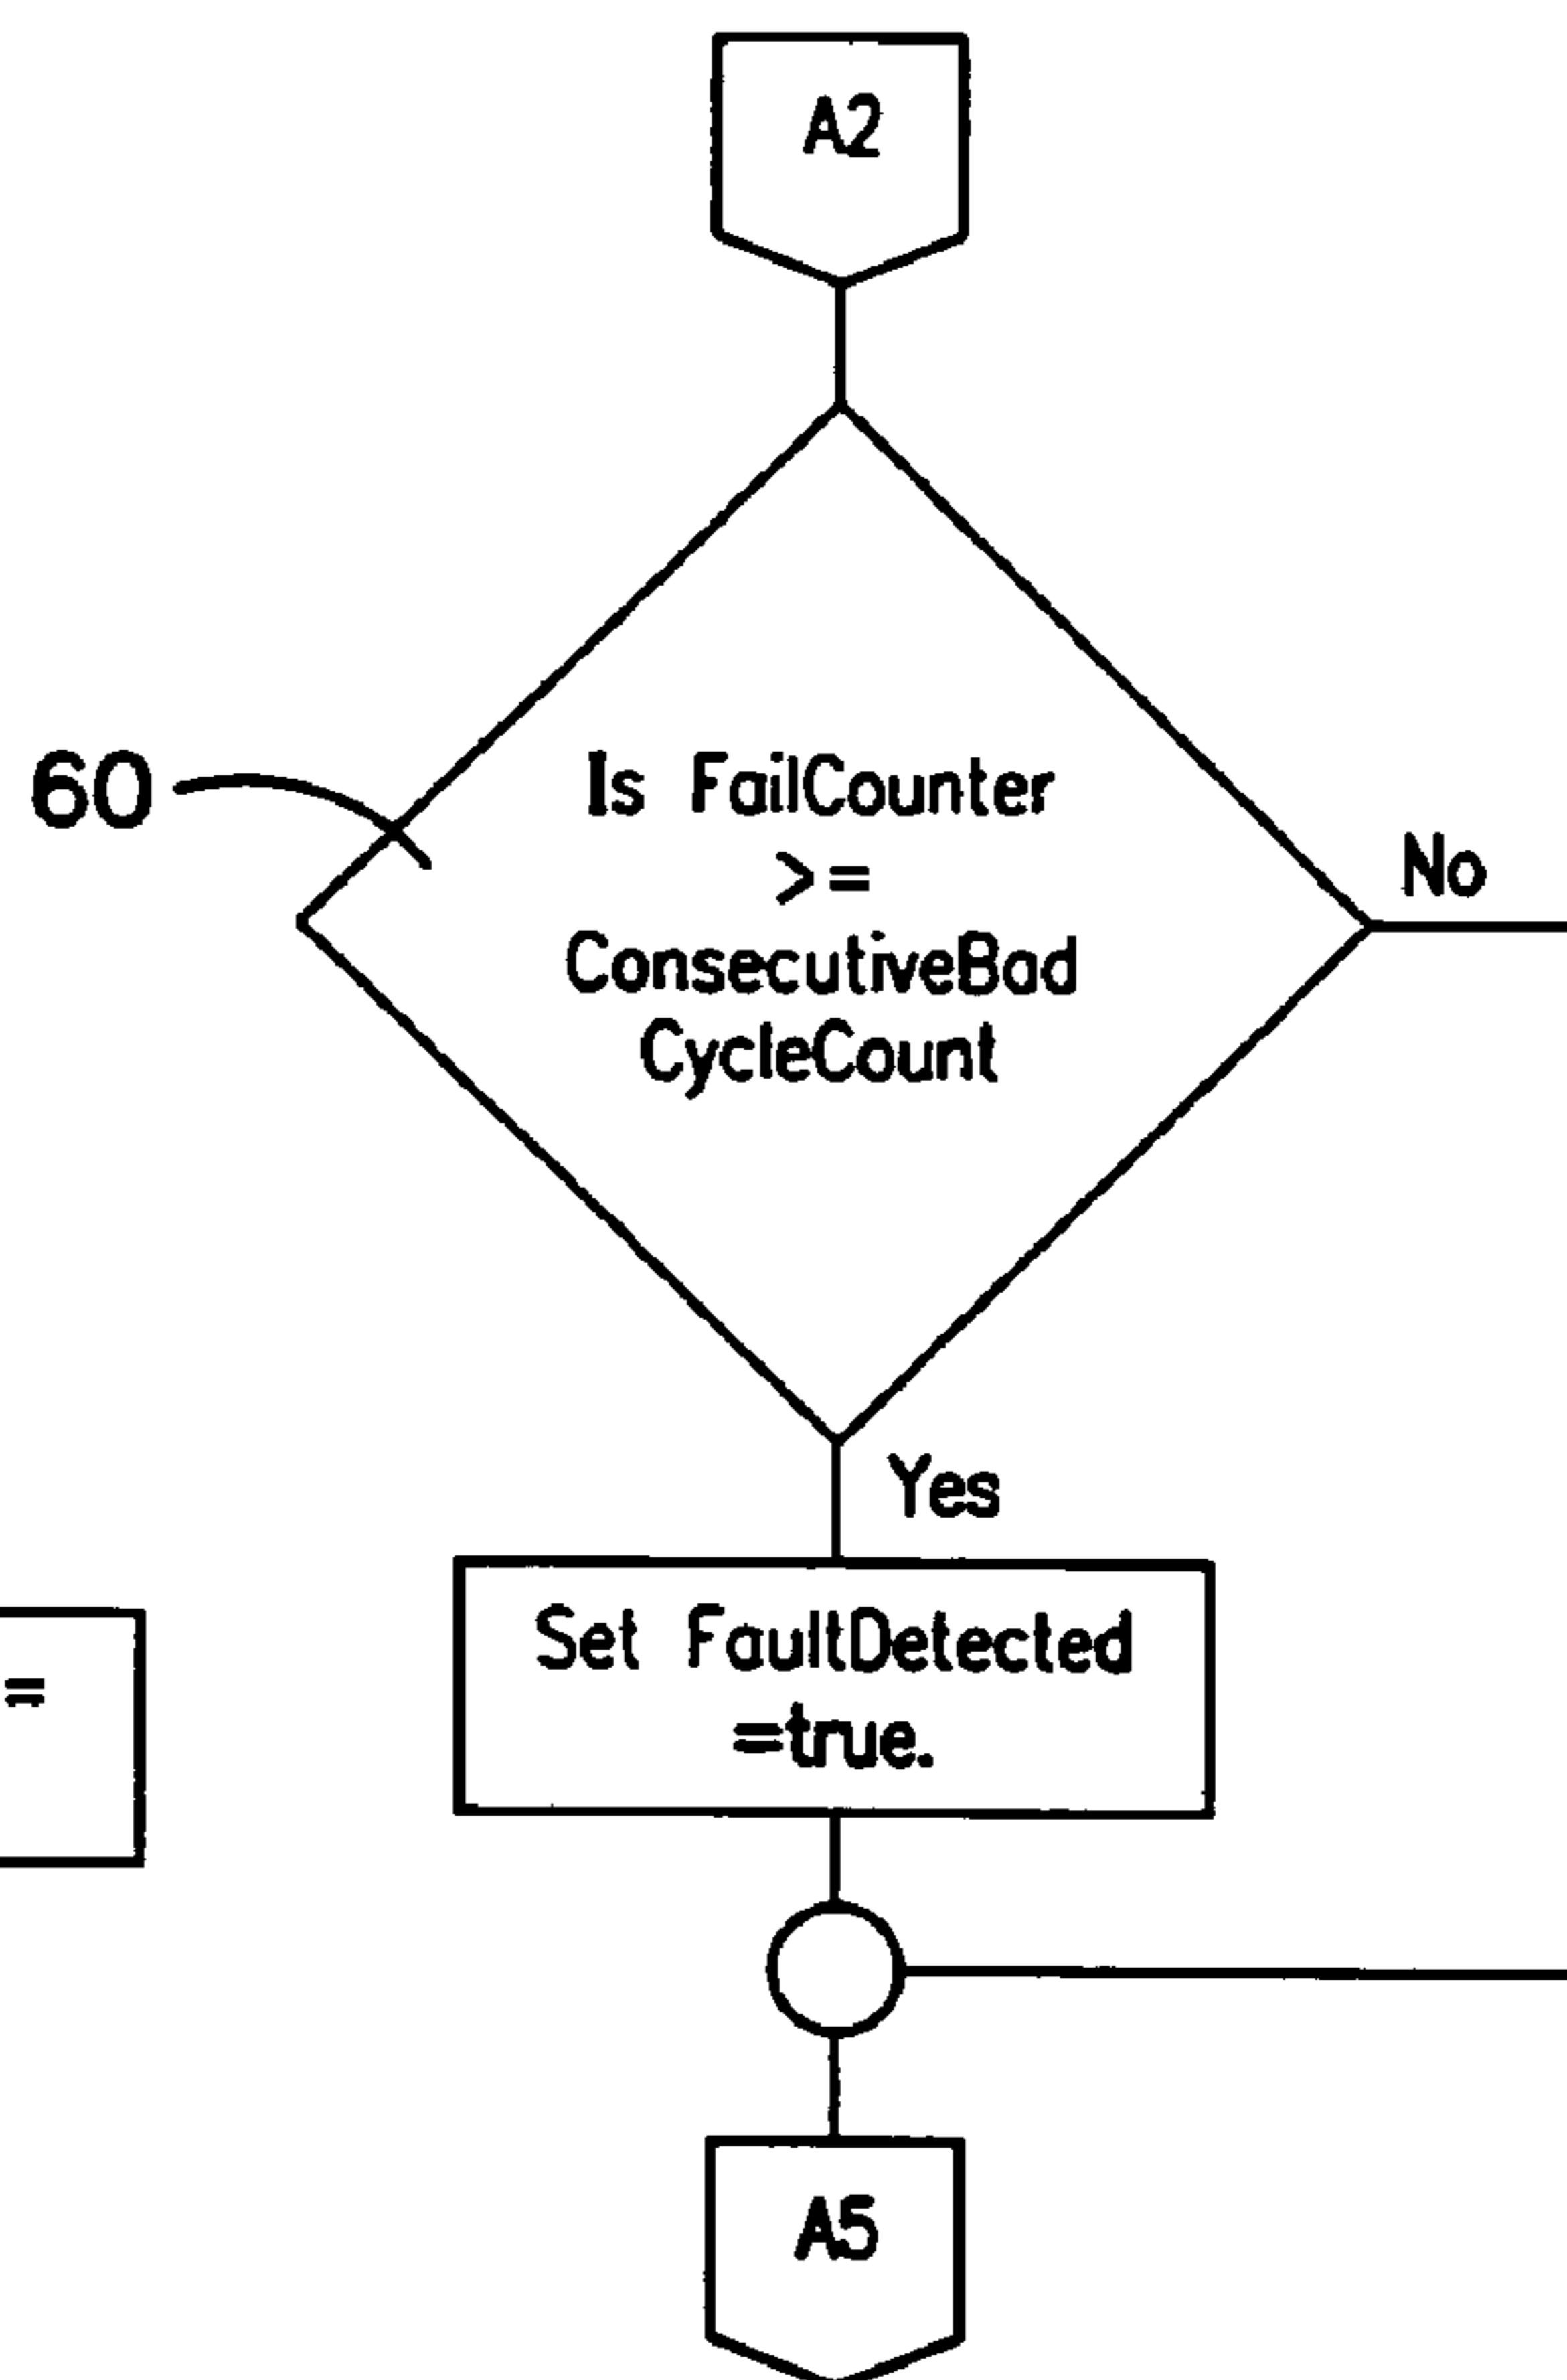 A2
60
Is FailCounter
>=
ConsecutiveBad
CycleCount
No
Yes
Set FaultDetected
=true.
=
A5